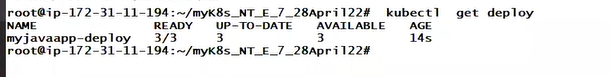 root@ip-172-31-11-194:~/myK8s_NT_E_7_28April22# kubectl get deploy
NAME READY UP-TO-DATE AVAILABLE AGE
myjavaapp-deploy 3/3 3 3 14s
root@ip-172-31-11-194:~/myK8s_NT_E_7_28April22#